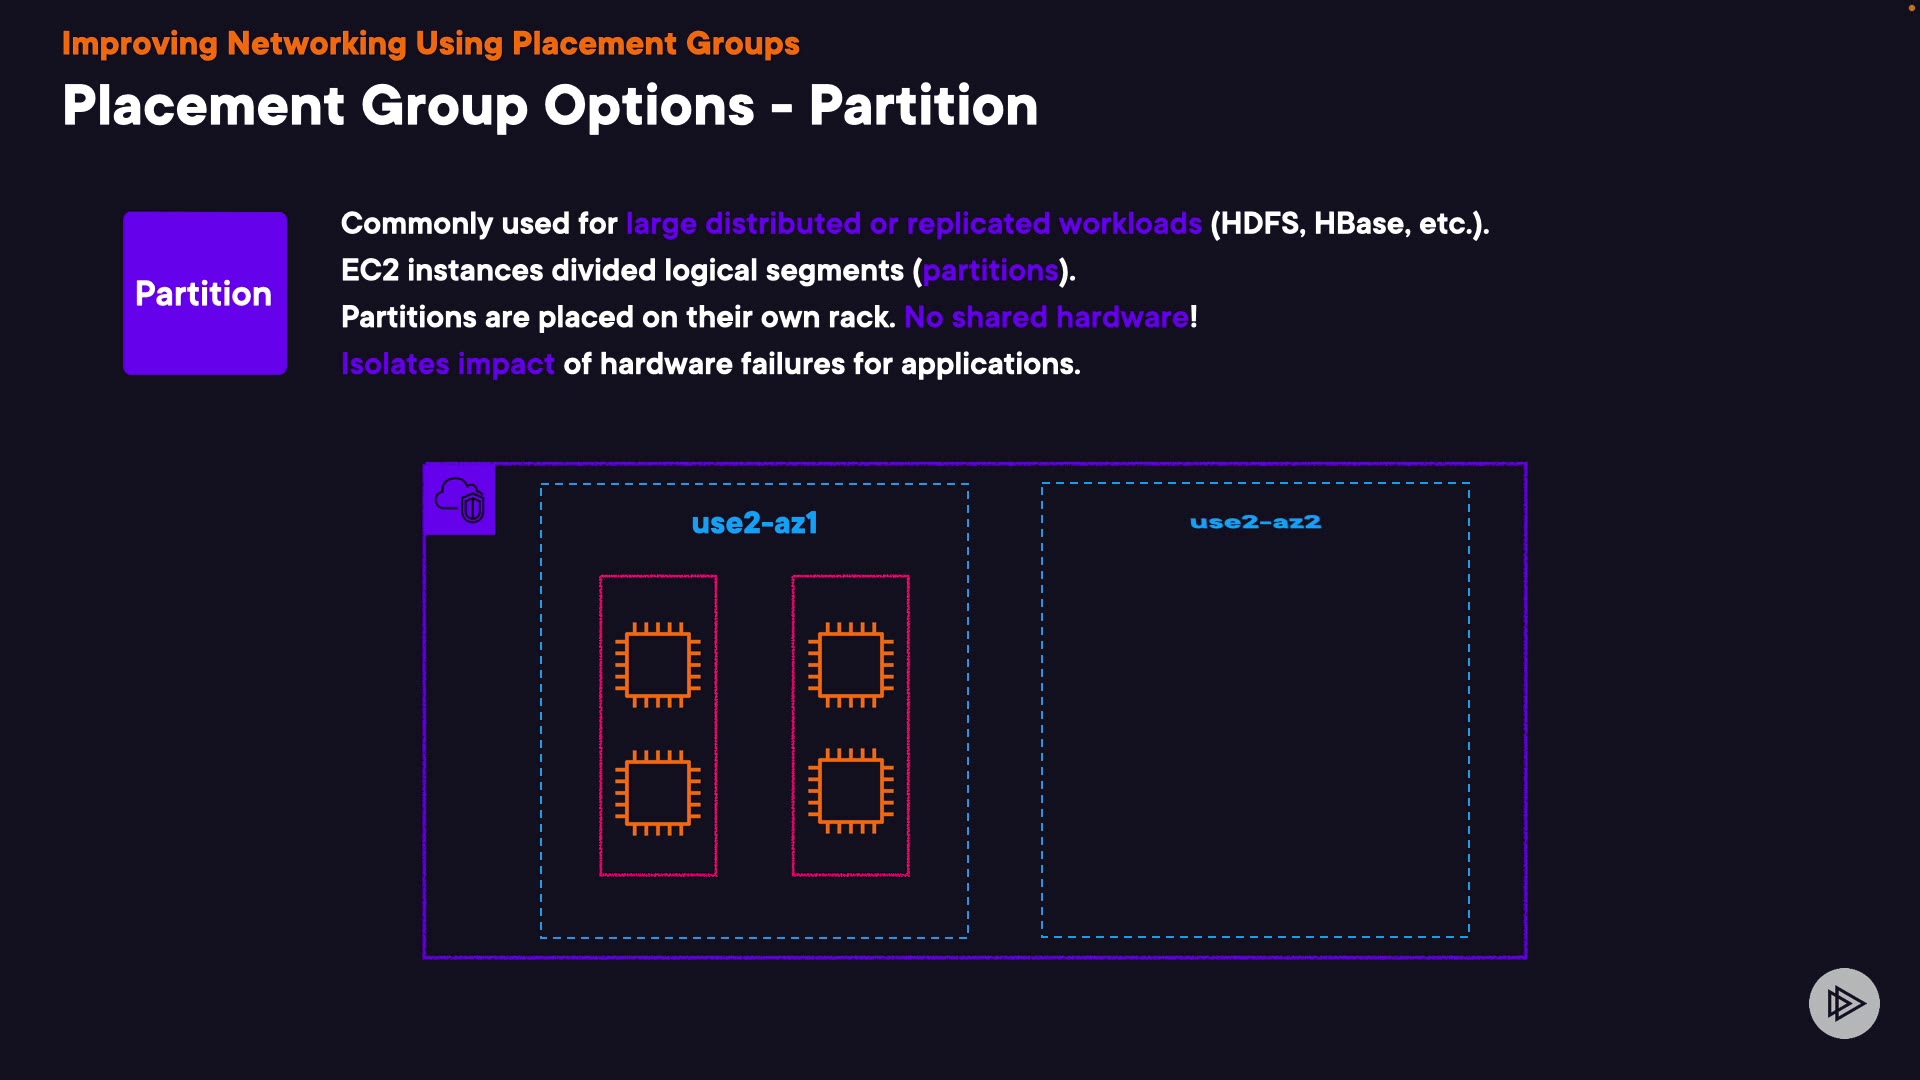 Improving Networking Using Placement Groups
Placement Group Options - Partition
Partition
Commonly used for large distributed or replicated workloads (HDFS, HBase, etc.).
EC2 instances divided logical segments (partitions).
Partitions are placed on their own rack. No shared hardware!
Isolates impact of hardware failures for applications.
use2-az1
use2-az2